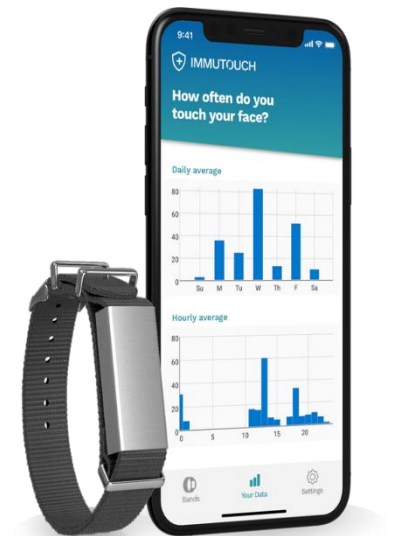 9:41
IMMUTOUCH
How often do you
touch your face?
Daily average
80
60
40
20
0
Su M Tu W Th F Sa
Hourly average
80
60
40
20
0
0 5 10 15 20
Bands
Your Data
Settings